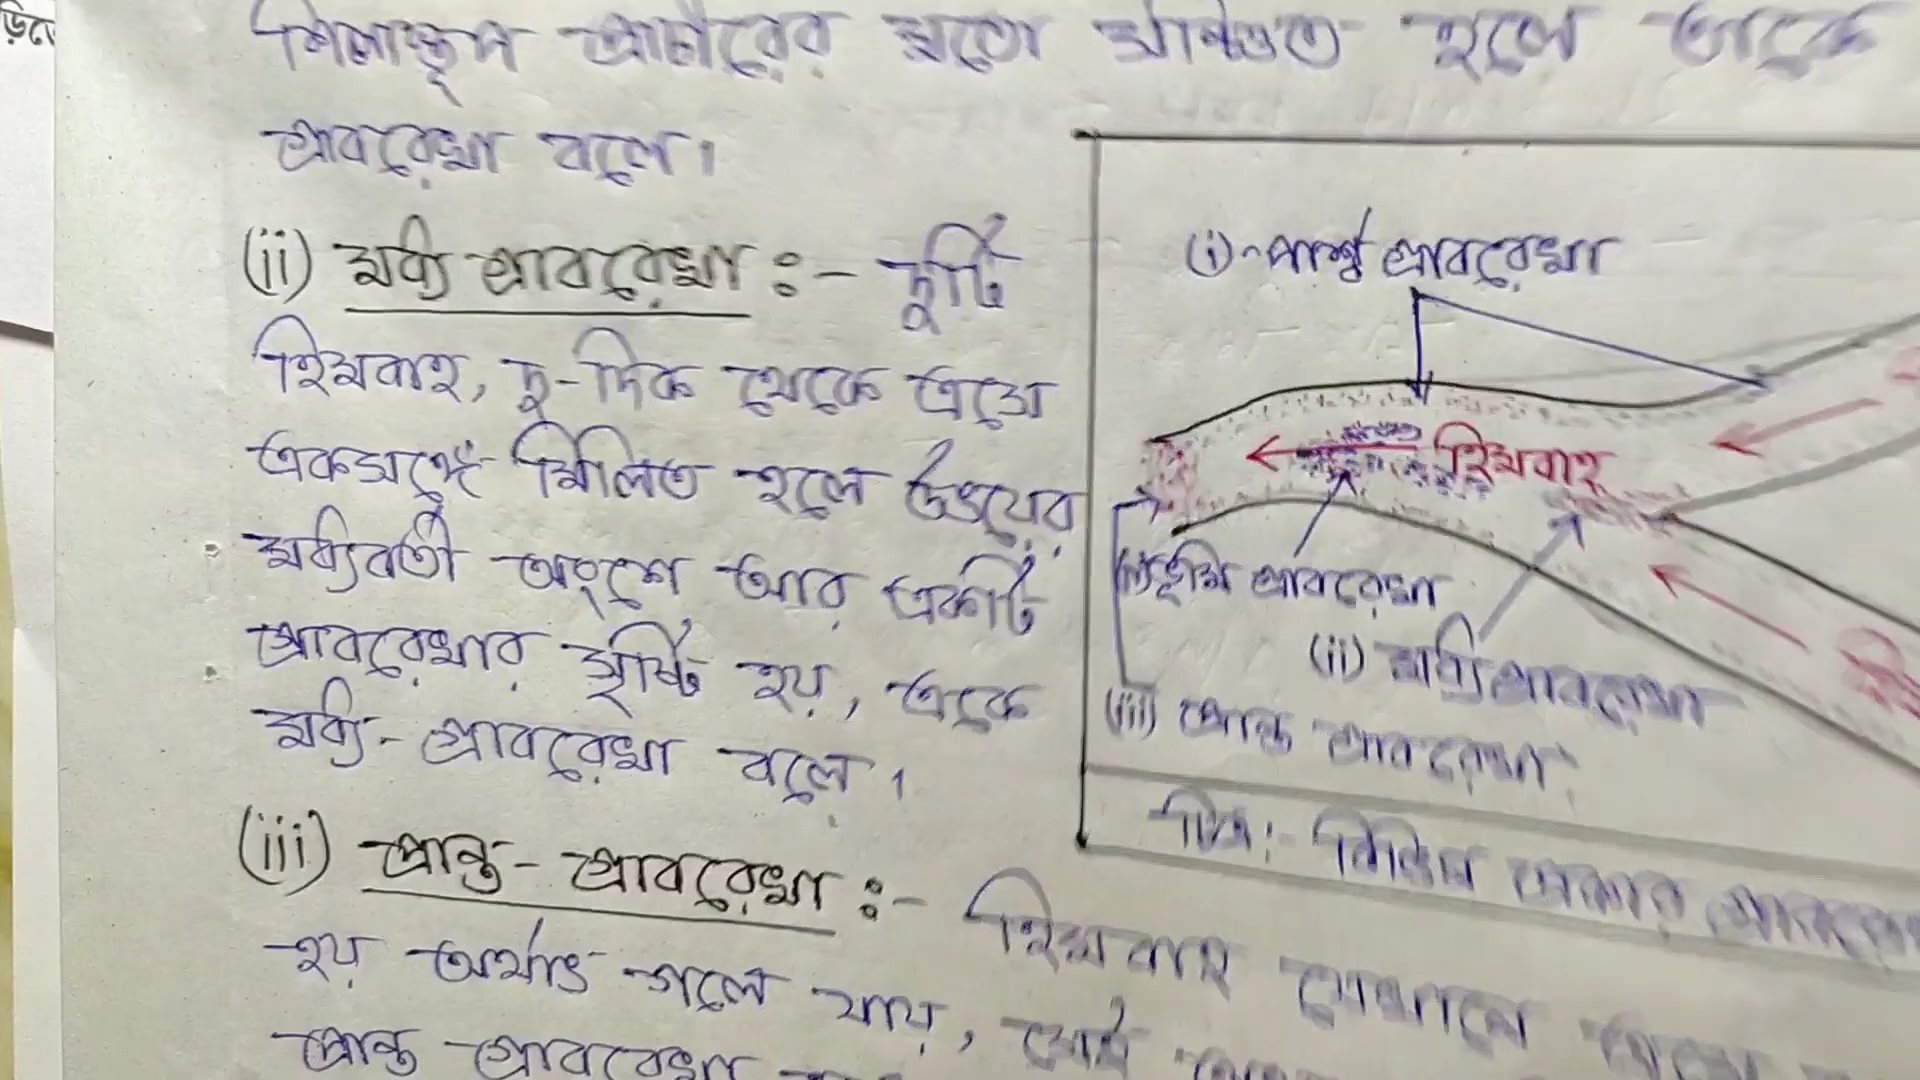 শিলাস্তূপ প্রাচীরের মতো সঞ্চিত হলে তাকে
গ্রাবরেখা বলে।
(ii) মধ্য গ্রাবরেখা :- দুটি
হিমবাহ, দু-দিক থেকে এসে
একসঙ্গে মিলিত হলে উভয়ের
মধ্যবর্তী অংশে আর একটি
গ্রাবরেখার সৃষ্টি হয়, একে
মধ্য- গ্রাবরেখা বলে।
(iii) প্রান্ত- গ্রাবরেখা :- হিমবাহ যেখানে
হয় অর্থাৎ গলে যায়,
প্রান্ত গ্রাবরেখা
(i)-পার্শ্ব গ্রাবরেখা
হিমবাহ
ভূমি গ্রাবরেখা
(ii) মধ্য গ্রাবরেখা
(iii) প্রান্ত গ্রাবরেখা
চিত্র:- বিভিন্ন প্রকার